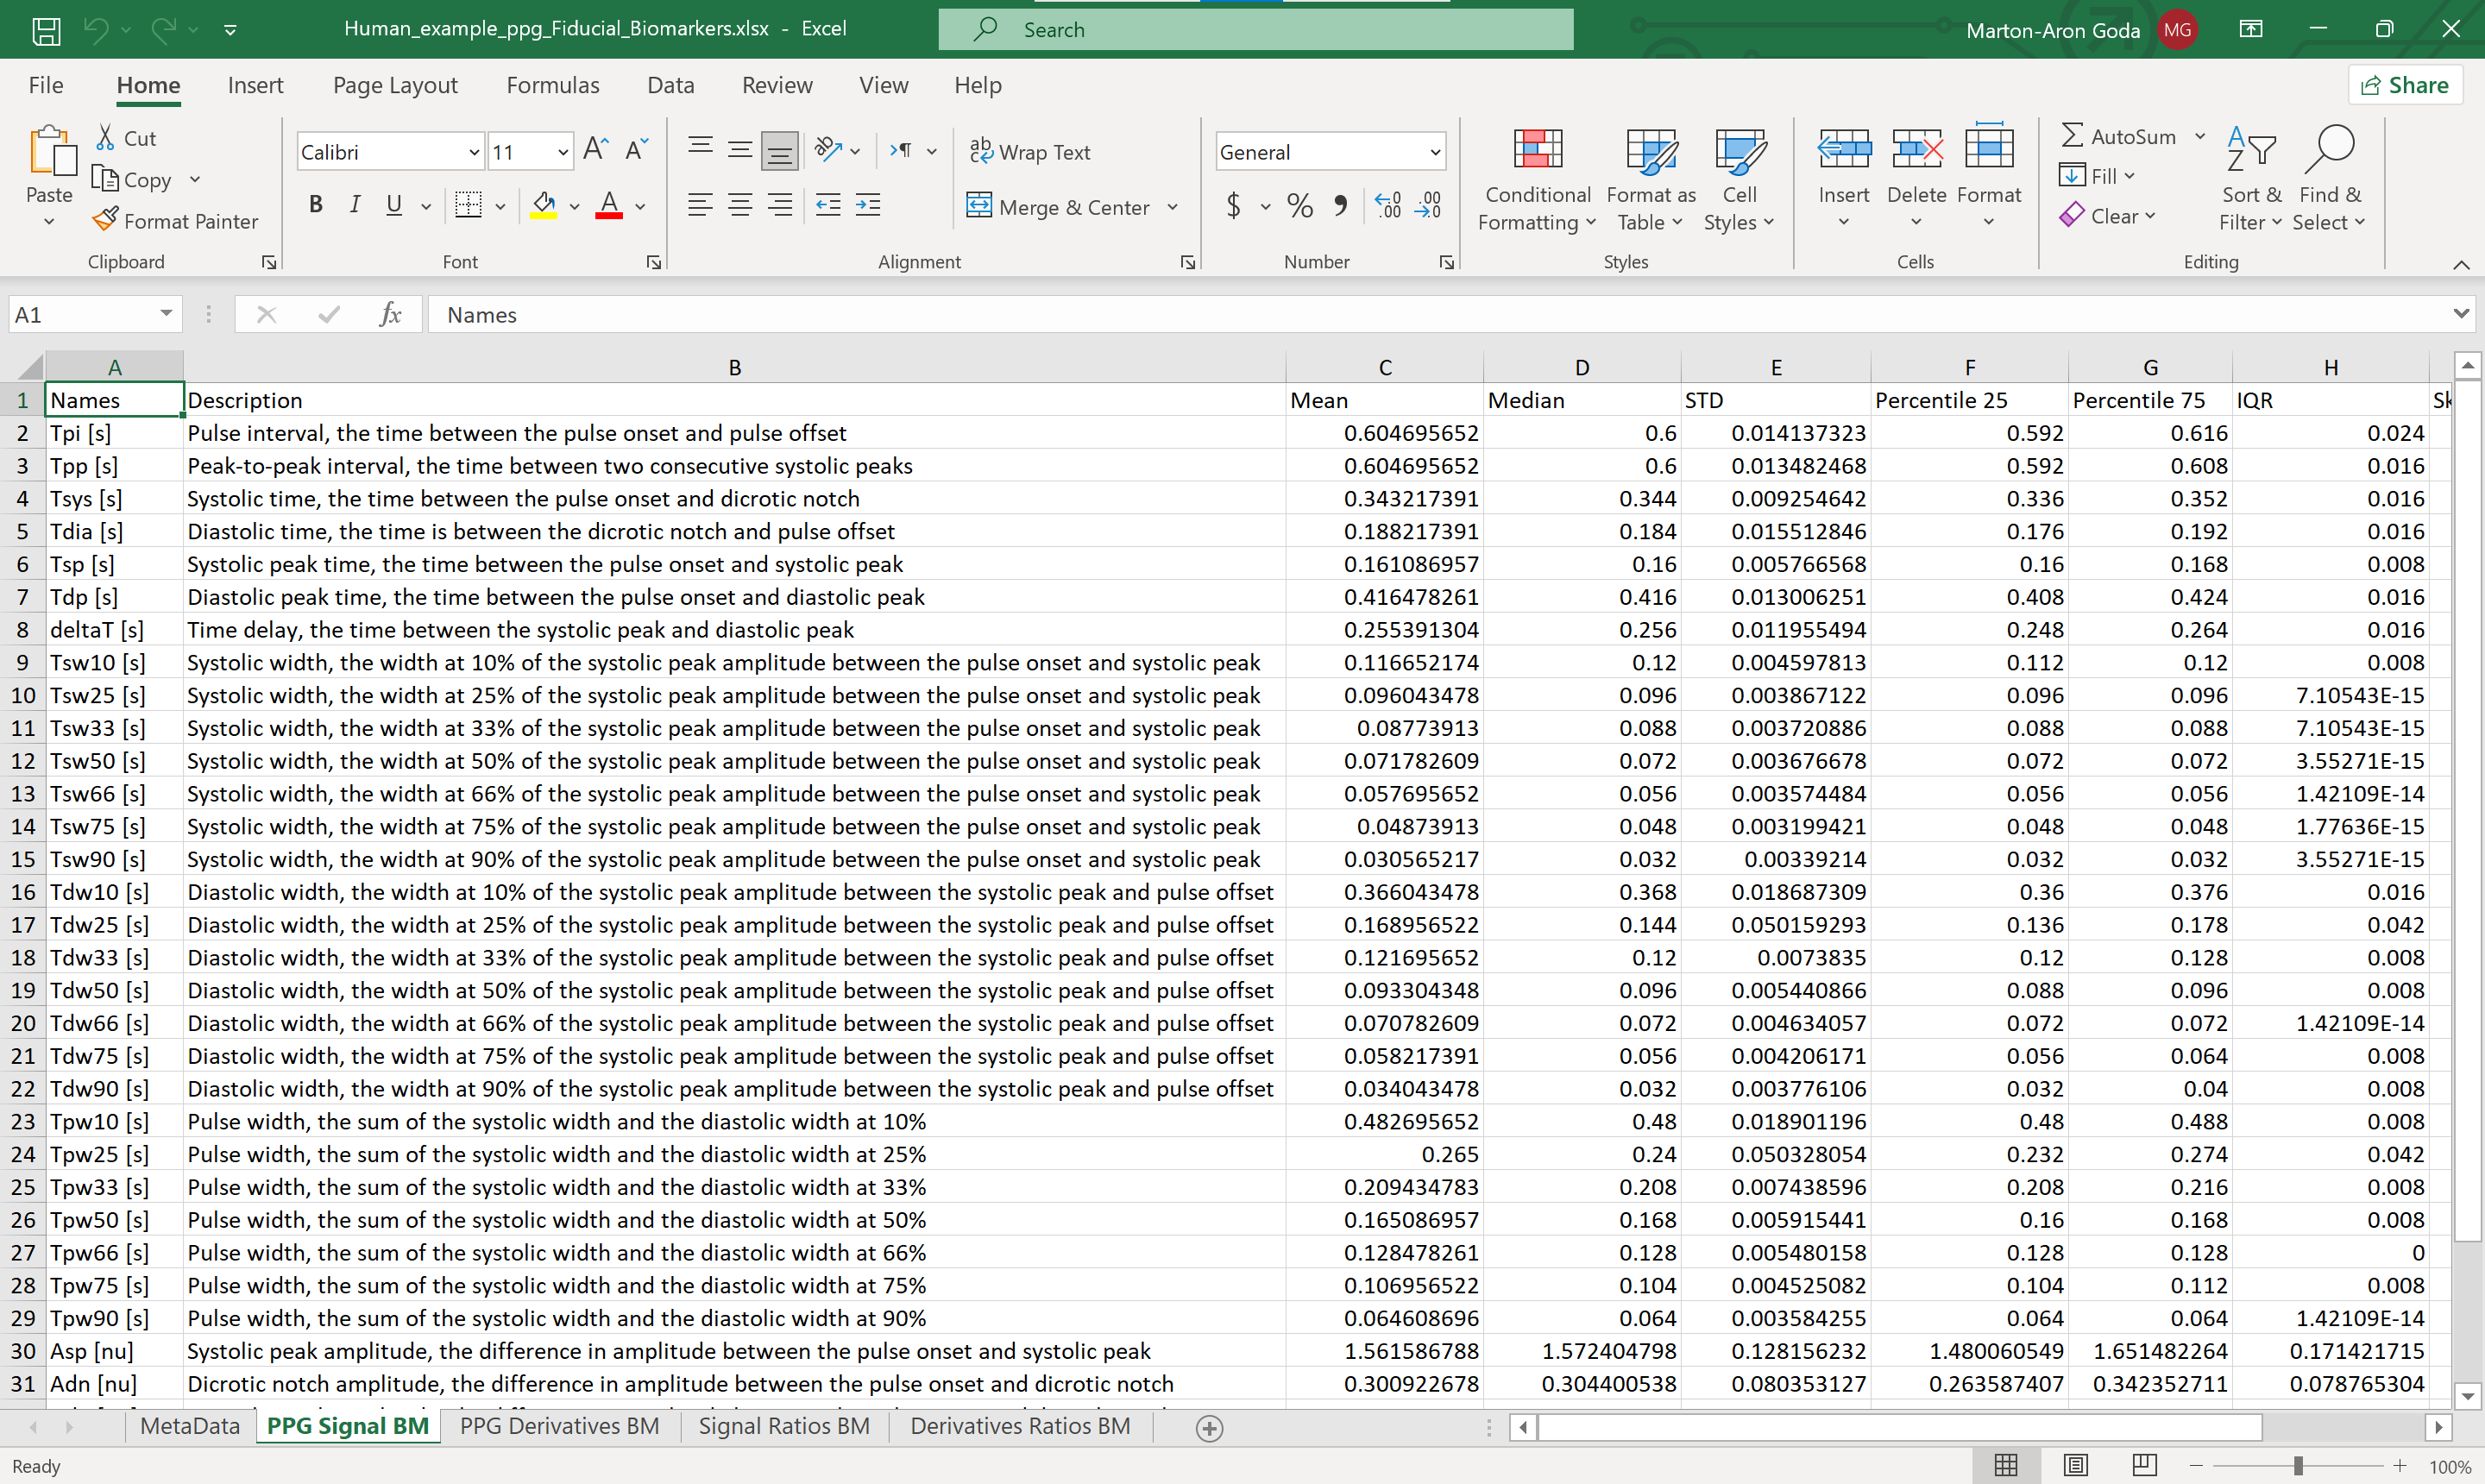 Human_example_ppg_Fiducial_Biomarkers.xlsx - Excel
Search
Marton-Aron Goda MG
File Home Insert Page Layout Formulas Data Review View Help Share
Paste Cut Copy Format Painter Clipboard
Calibri 11 B I U A Font
Wrap Text Merge & Center Alignment
General $ % Number
Conditional Formatting Format as Table Cell Styles Styles
Insert Delete Format Cells
AutoSum Fill Clear Sort & Filter Find & Select Editing
A1 fx Names
A B C D E F G H
1 Names Description Mean Median STD Percentile 25 Percentile 75 IQR Sk
2 Tpi [s] Pulse interval, the time between the pulse onset and pulse offset 0.604695652 0.6 0.014137323 0.592 0.616 0.024
3 Tpp [s] Peak-to-peak interval, the time between two consecutive systolic peaks 0.604695652 0.6 0.013482468 0.592 0.608 0.016
4 Tsys [s] Systolic time, the time between the pulse onset and dicrotic notch 0.343217391 0.344 0.009254642 0.336 0.352 0.016
5 Tdia [s] Diastolic time, the time is between the dicrotic notch and pulse offset 0.188217391 0.184 0.015512846 0.176 0.192 0.016
6 Tsp [s] Systolic peak time, the time between the pulse onset and systolic peak 0.161086957 0.16 0.005766568 0.16 0.168 0.008
7 Tdp [s] Diastolic peak time, the time between the pulse onset and diastolic peak 0.416478261 0.416 0.013006251 0.408 0.424 0.016
8 deltaT [s] Time delay, the time between the systolic peak and diastolic peak 0.255391304 0.256 0.011955494 0.248 0.264 0.016
9 Tsw10 [s] Systolic width, the width at 10% of the systolic peak amplitude between the pulse onset and systolic peak 0.116652174 0.12 0.004597813 0.112 0.12 0.008
10 Tsw25 [s] Systolic width, the width at 25% of the systolic peak amplitude between the pulse onset and systolic peak 0.096043478 0.096 0.003867122 0.096 0.096 7.10543E-15
11 Tsw33 [s] Systolic width, the width at 33% of the systolic peak amplitude between the pulse onset and systolic peak 0.08773913 0.088 0.003720886 0.088 0.088 7.10543E-15
12 Tsw50 [s] Systolic width, the width at 50% of the systolic peak amplitude between the pulse onset and systolic peak 0.071782609 0.072 0.003676678 0.072 0.072 3.55271E-15
13 Tsw66 [s] Systolic width, the width at 66% of the systolic peak amplitude between the pulse onset and systolic peak 0.057695652 0.056 0.003574484 0.056 0.056 1.42109E-14
14 Tsw75 [s] Systolic width, the width at 75% of the systolic peak amplitude between the pulse onset and systolic peak 0.04873913 0.048 0.003199421 0.048 0.048 1.77636E-15
15 Tsw90 [s] Systolic width, the width at 90% of the systolic peak amplitude between the pulse onset and systolic peak 0.030565217 0.032 0.00339214 0.032 0.032 3.55271E-15
16 Tdw10 [s] Diastolic width, the width at 10% of the systolic peak amplitude between the systolic peak and pulse offset 0.366043478 0.368 0.018687309 0.36 0.376 0.016
17 Tdw25 [s] Diastolic width, the width at 25% of the systolic peak amplitude between the systolic peak and pulse offset 0.168956522 0.144 0.050159293 0.136 0.178 0.042
18 Tdw33 [s] Diastolic width, the width at 33% of the systolic peak amplitude between the systolic peak and pulse offset 0.121695652 0.12 0.0073835 0.12 0.128 0.008
19 Tdw50 [s] Diastolic width, the width at 50% of the systolic peak amplitude between the systolic peak and pulse offset 0.093304348 0.096 0.005440866 0.088 0.096 0.008
20 Tdw66 [s] Diastolic width, the width at 66% of the systolic peak amplitude between the systolic peak and pulse offset 0.070782609 0.072 0.004634057 0.072 0.072 1.42109E-14
21 Tdw75 [s] Diastolic width, the width at 75% of the systolic peak amplitude between the systolic peak and pulse offset 0.058217391 0.056 0.004206171 0.056 0.064 0.008
22 Tdw90 [s] Diastolic width, the width at 90% of the systolic peak amplitude between the systolic peak and pulse offset 0.034043478 0.032 0.003776106 0.032 0.04 0.008
23 Tpw10 [s] Pulse width, the sum of the systolic width and the diastolic width at 10% 0.482695652 0.48 0.018901196 0.48 0.488 0.008
24 Tpw25 [s] Pulse width, the sum of the systolic width and the diastolic width at 25% 0.265 0.24 0.050328054 0.232 0.274 0.042
25 Tpw33 [s] Pulse width, the sum of the systolic width and the diastolic width at 33% 0.209434783 0.208 0.007438596 0.208 0.216 0.008
26 Tpw50 [s] Pulse width, the sum of the systolic width and the diastolic width at 50% 0.165086957 0.168 0.005915441 0.16 0.168 0.008
27 Tpw66 [s] Pulse width, the sum of the systolic width and the diastolic width at 66% 0.128478261 0.128 0.005480158 0.128 0.128 0
28 Tpw75 [s] Pulse width, the sum of the systolic width and the diastolic width at 75% 0.106956522 0.104 0.004525082 0.104 0.112 0.008
29 Tpw90 [s] Pulse width, the sum of the systolic width and the diastolic width at 90% 0.064608696 0.064 0.003584255 0.064 0.064 1.42109E-14
30 Asp [nu] Systolic peak amplitude, the difference in amplitude between the pulse onset and systolic peak 1.561586788 1.572404798 0.128156232 1.480060549 1.651482264 0.171421715
31 Adn [nu] Dicrotic notch amplitude, the difference in amplitude between the pulse onset and dicrotic notch 0.300922678 0.304400538 0.080353127 0.263587407 0.342352711 0.078765304
MetaData PPG Signal BM PPG Derivatives BM Signal Ratios BM Derivatives Ratios BM
Ready 100%